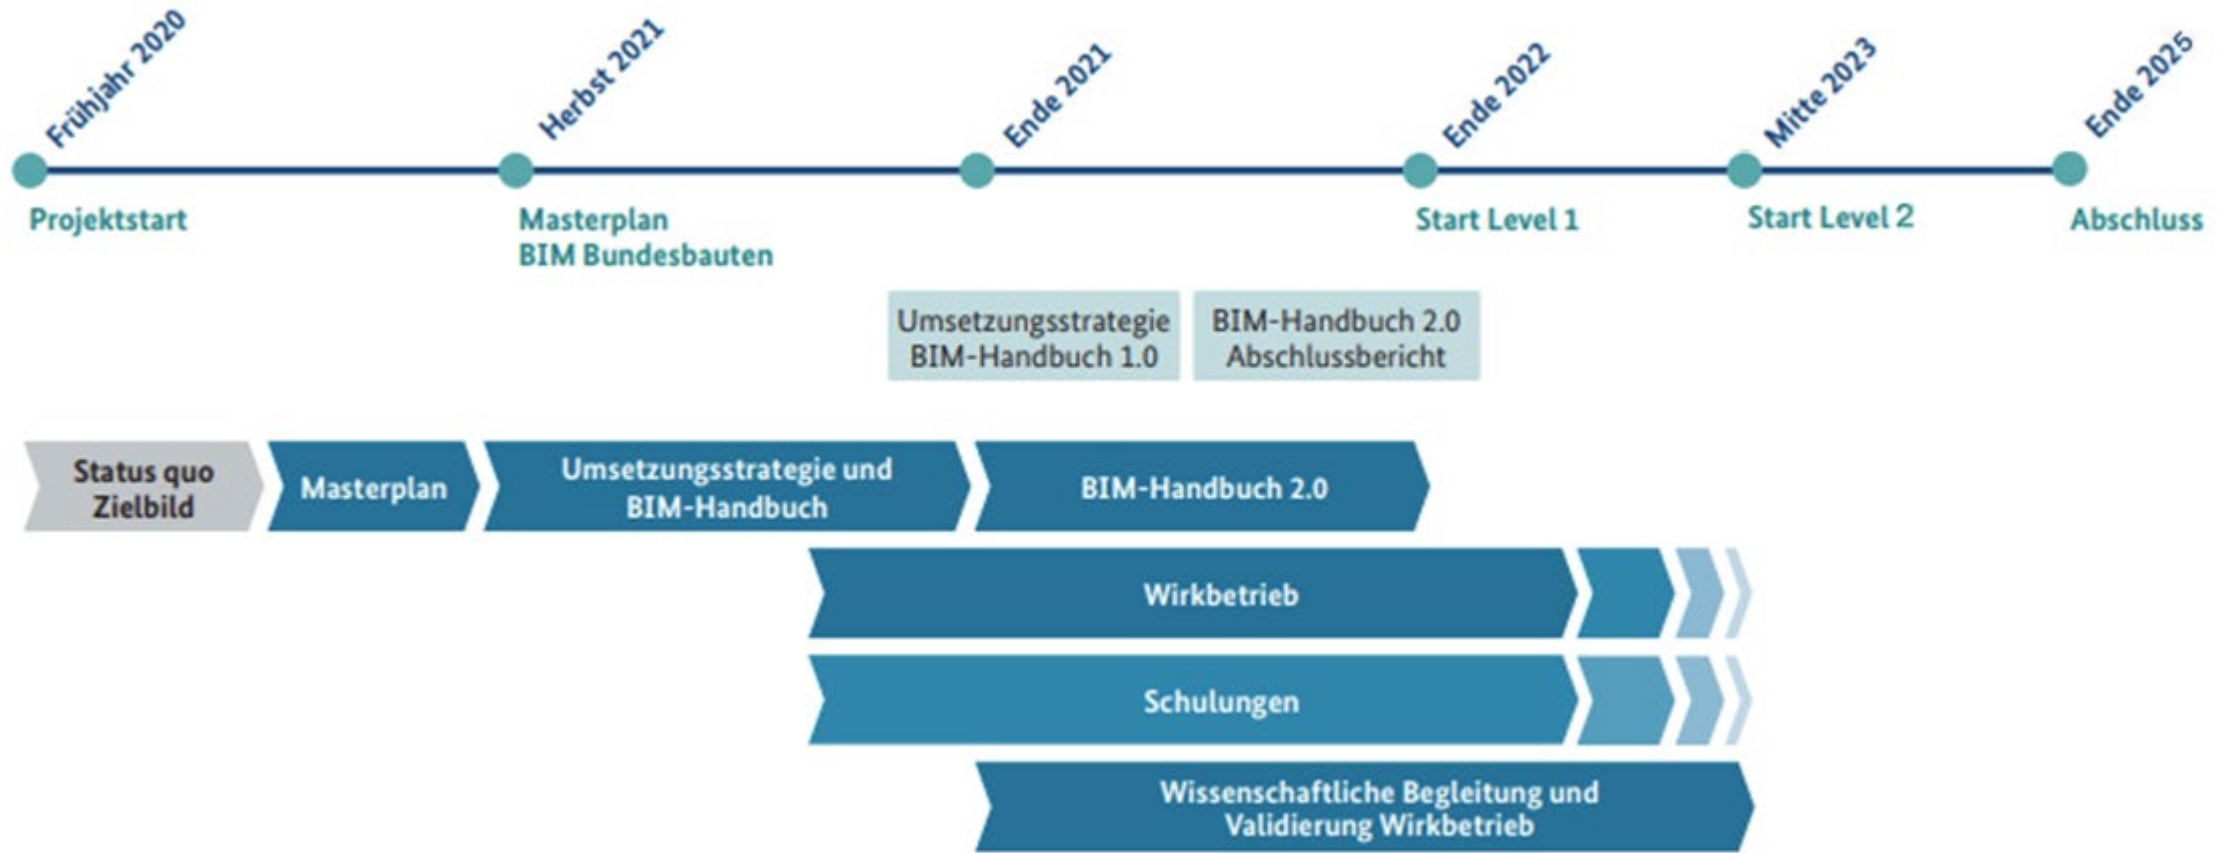 Frühjahr 2020
Herbst 2021
Ende 2021
Ende 2022
Mitte 2023
Ende 2025
Projektstart
Masterplan
BIM Bundesbauten
Start Level 1
Start Level 2
Abschluss
Umsetzungsstrategie
BIM-Handbuch 1.0
BIM-Handbuch 2.0
Abschlussbericht
Status quo
Zielbild
Masterplan
Umsetzungsstrategie und
BIM-Handbuch
BIM-Handbuch 2.0
Wirkbetrieb
Schulungen
Wissenschaftliche Begleitung und
Validierung Wirkbetrieb